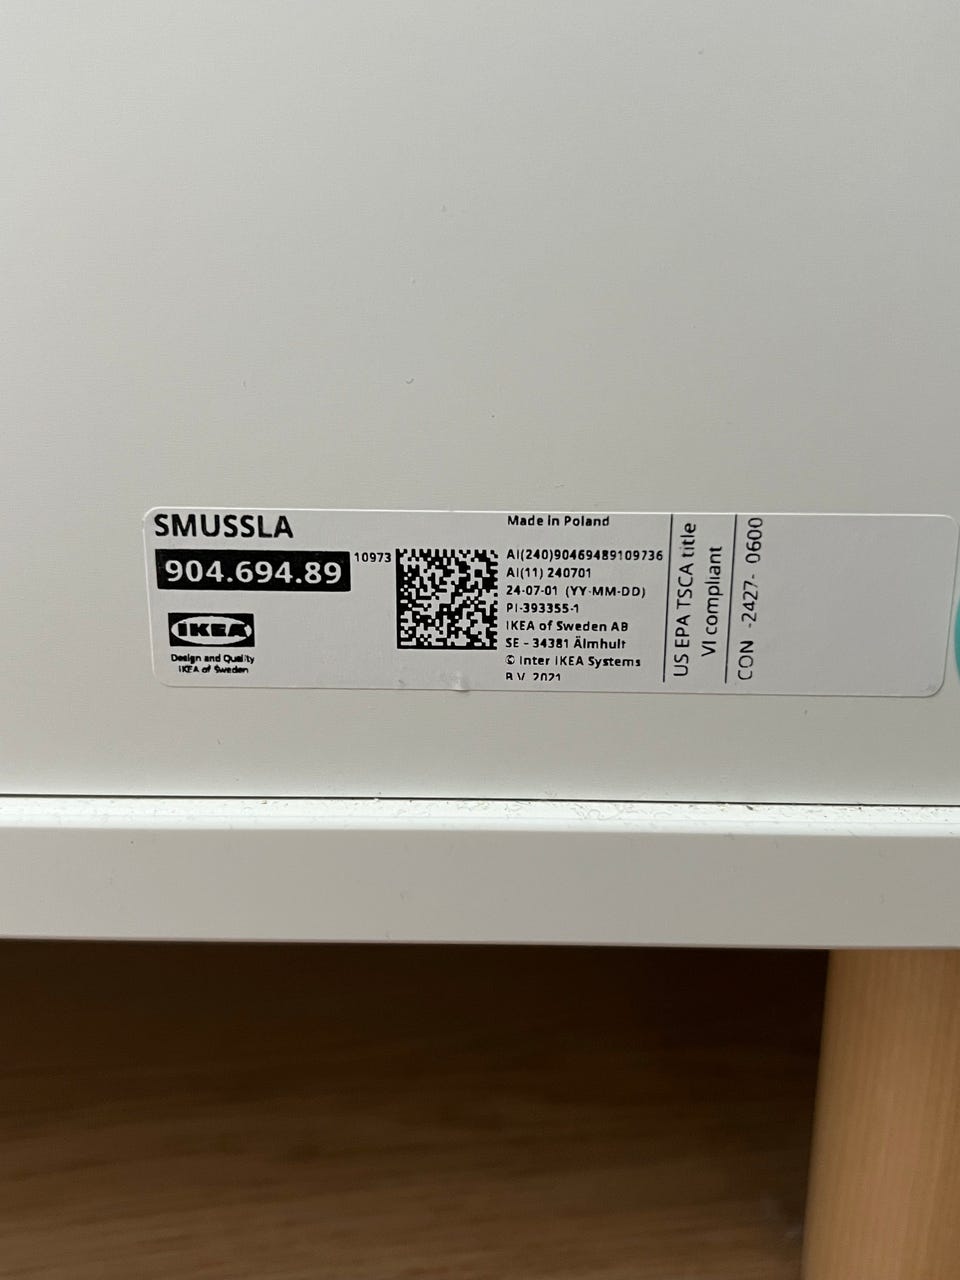 SMUSSLA
904.694.89
10973
IKEA
Design and Quality
IKEA of Sweden
Made in Poland
AI(240)90469489109736
AI(11) 240701
24-07-01 (YY-MM-DD)
PI-393355-1
IKEA of Sweden AB
SE - 34381 Älmhult
© Inter IKEA Systems
B.V. 2021
US EPA TSCA title
VI compliant
CON -2427- 0600